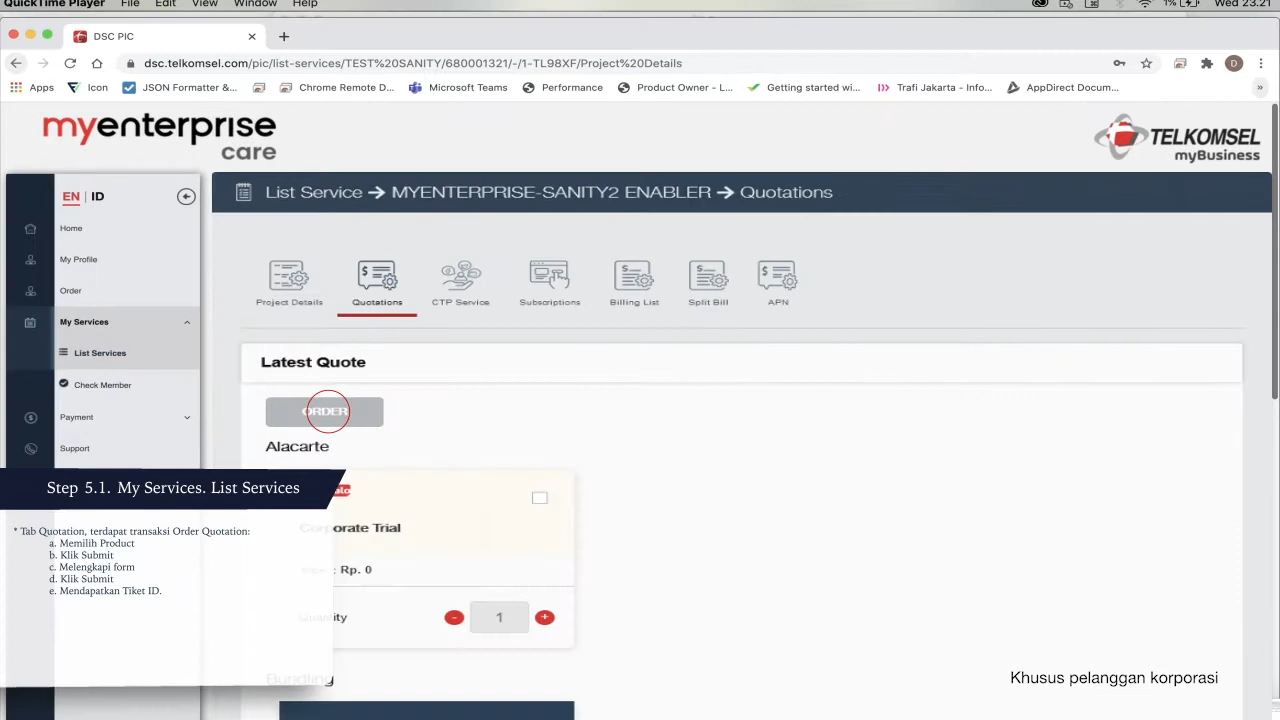 QuickTime Player File Edit View Window Help 1% Wed 23.21
DSC PIC
dsc.telkomsel.com/pic/list-services/TEST%20SANITY/680001321/-/1-TL98XF/Project%20Details
D
Apps Icon JSON Formatter &... Chrome Remote D... Microsoft Teams Performance Product Owner - L... Getting started wi... Trafi Jakarta - Info... AppDirect Docum... »
myenterprise
care
TELKOMSEL
myBusiness
EN | ID
List Service → MYENTERPRISE-SANITY2 ENABLER → Quotations
Home
My Profile
Order
My Services
List Services
Check Member
Payment
Support
Project Details Quotations CTP Service Subscriptions Billing List Split Bill APN
Latest Quote
ORDER
Alacarte
Corporate Trial
: Rp. 0
Quantity - 1 +
Bundling
Step 5.1. My Services. List Services
* Tab Quotation, terdapat transaksi Order Quotation:
a. Memilih Product
b. Klik Submit
c. Melengkapi form
d. Klik Submit
e. Mendapatkan Tiket ID.
Khusus pelanggan korporasi